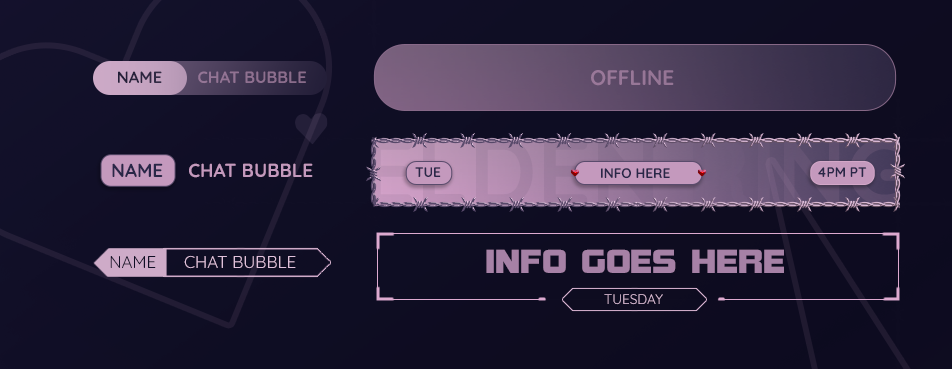 NAME CHAT BUBBLE
OFFLINE
NAME CHAT BUBBLE
TUE INFO HERE 4PM PT
NAME CHAT BUBBLE
INFO GOES HERE
TUESDAY